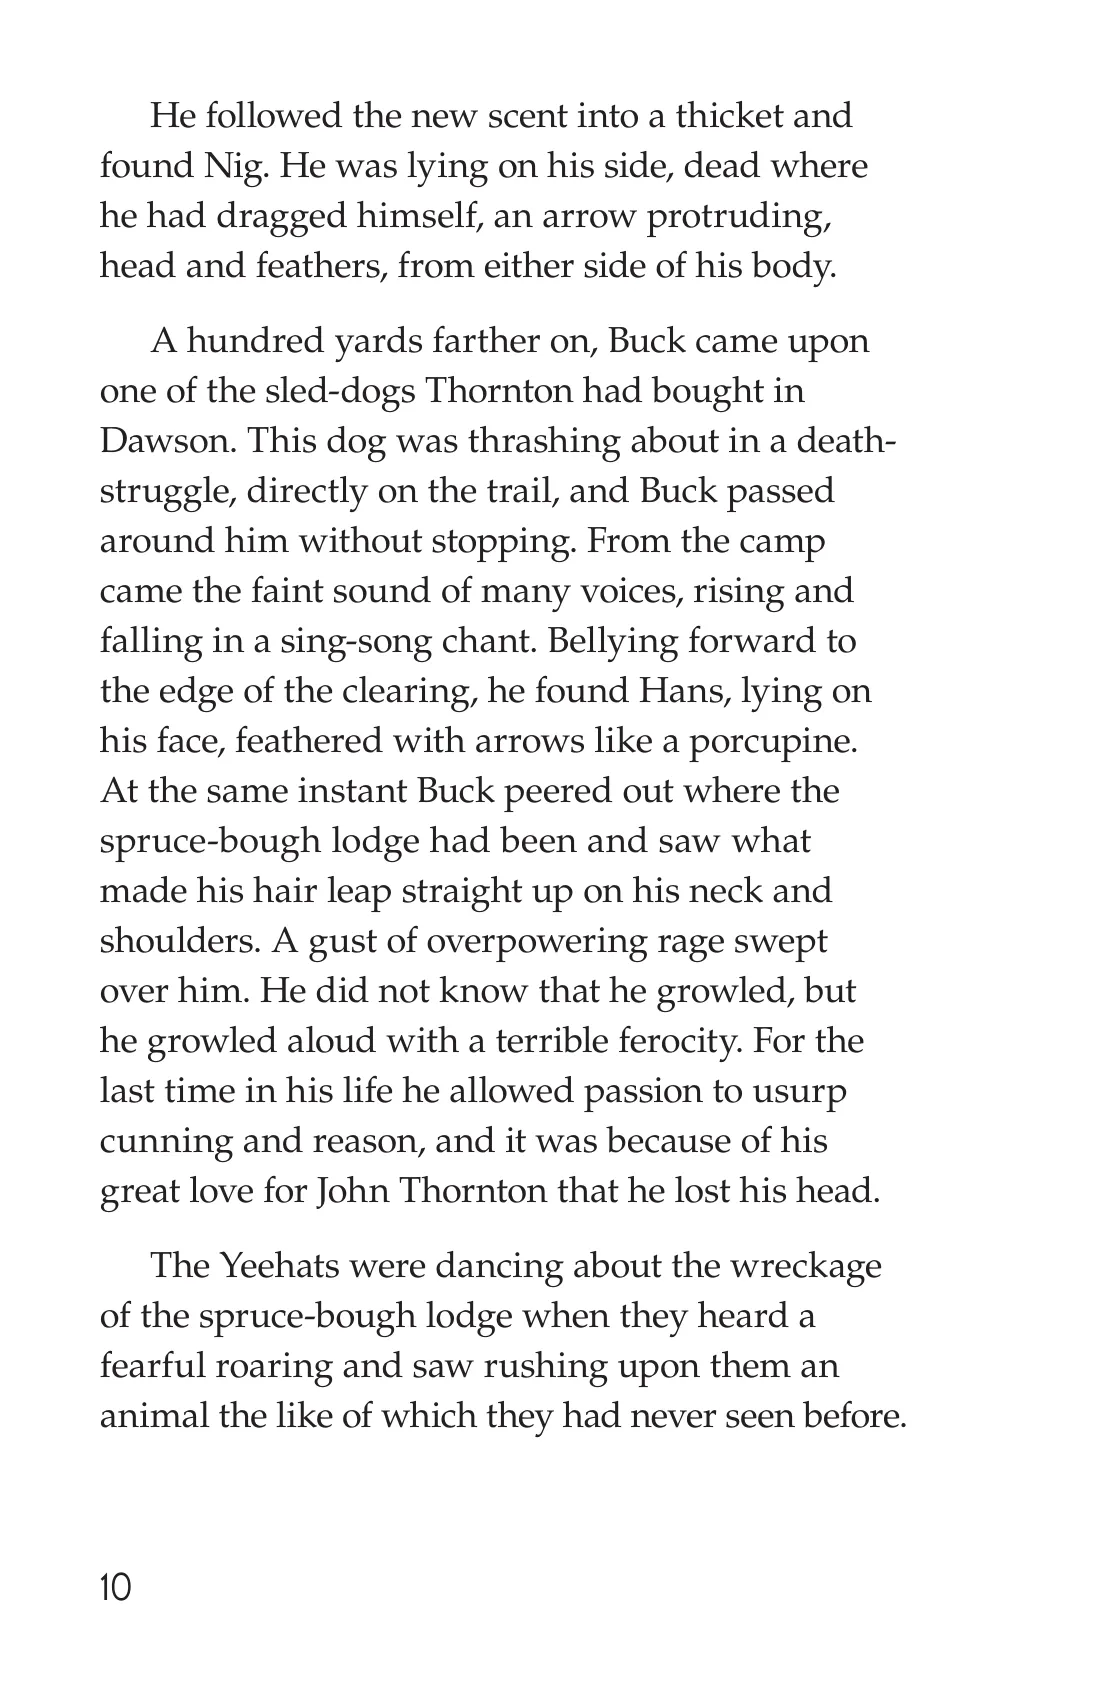 He followed the new scent into a thicket and
found Nig. He was lying on his side, dead where
he had dragged himself, an arrow protruding,
head and feathers, from either side of his body.
A hundred yards farther on, Buck came upon
one of the sled-dogs Thornton had bought in
Dawson. This dog was thrashing about in a death-
struggle, directly on the trail, and Buck passed
around him without stopping. From the camp
came the faint sound of many voices, rising and
falling in a sing-song chant. Bellying forward to
the edge of the clearing, he found Hans, lying on
his face, feathered with arrows like a porcupine.
At the same instant Buck peered out where the
spruce-bough lodge had been and saw what
made his hair leap straight up on his neck and
shoulders. A gust of overpowering rage swept
over him. He did not know that he growled, but
he growled aloud with a terrible ferocity. For the
last time in his life he allowed passion to usurp
cunning and reason, and it was because of his
great love for John Thornton that he lost his head.
The Yeehats were dancing about the wreckage
of the spruce-bough lodge when they heard a
fearful roaring and saw rushing upon them an
animal the like of which they had never seen before.
10